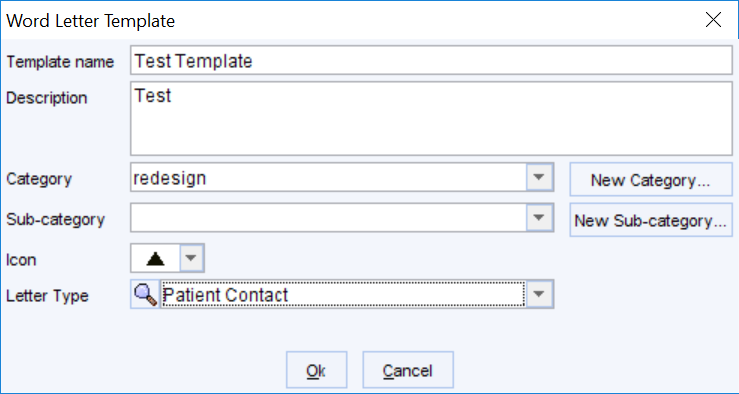 Word Letter Template
Template name Test Template
Description Test
Category redesign New Category...
Sub-category New Sub-category...
Icon
Letter Type Patient Contact
Ok Cancel